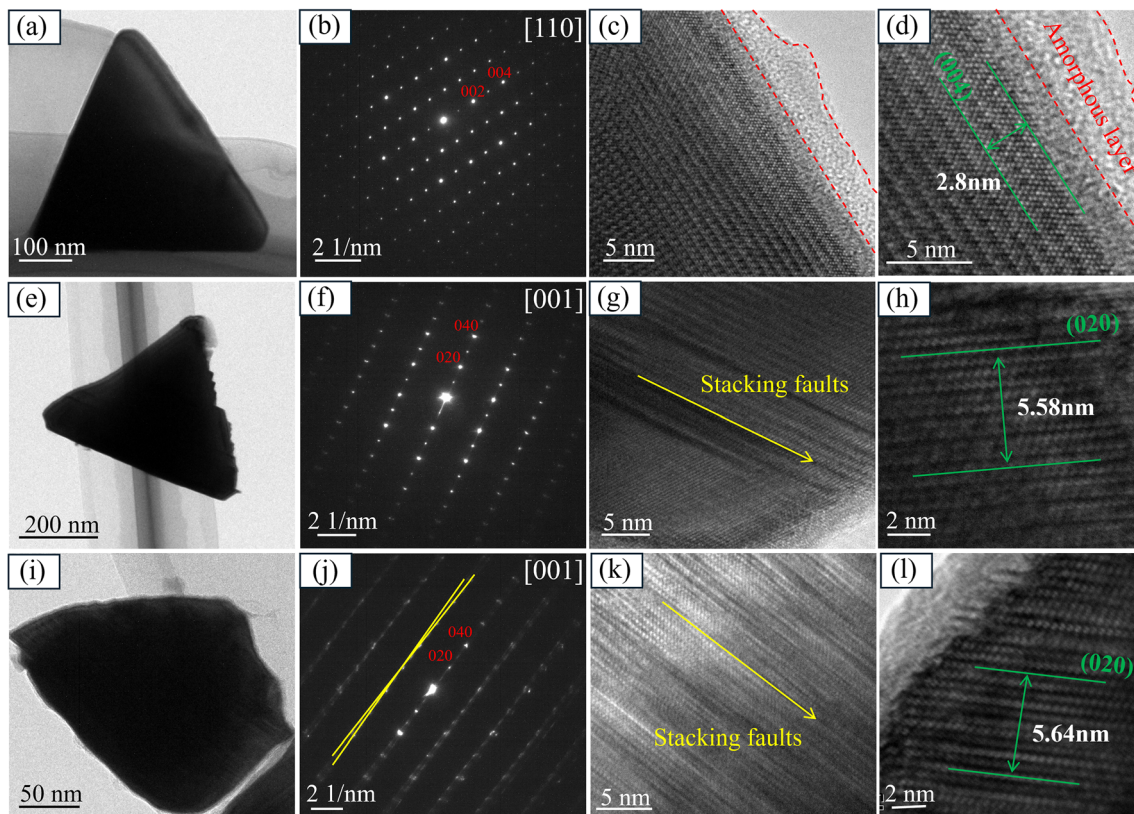 (a)
100 nm
(b)
[110]
004
002
2 1/nm
(c)
5 nm
(d)
Amorphous layer
(004)
2.8nm
5 nm
(e)
200 nm
(f)
[001]
040
020
2 1/nm
(g)
Stacking faults
5 nm
(h)
(020)
5.58nm
2 nm
(i)
50 nm
(j)
[001]
040
020
2 1/nm
(k)
Stacking faults
5 nm
(l)
(020)
5.64nm
2 nm